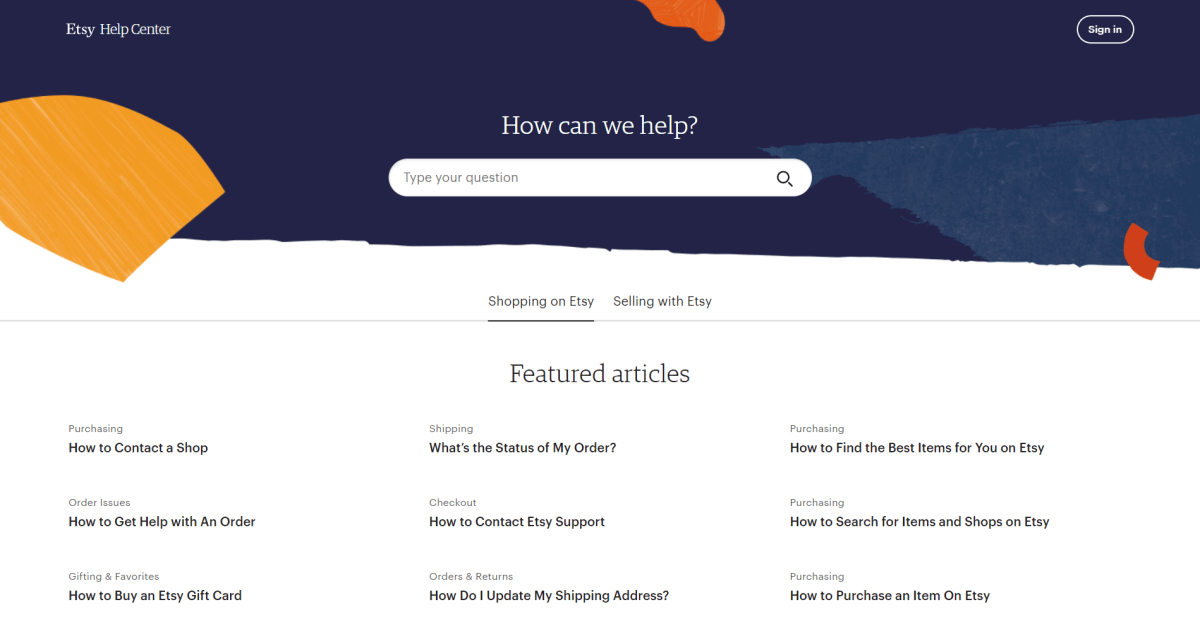 Etsy Help Center
Sign in
How can we help?
Type your question
Shopping on Etsy
Selling with Etsy
Featured articles
Purchasing
How to Contact a Shop
Shipping
What’s the Status of My Order?
Purchasing
How to Find the Best Items for You on Etsy
Order Issues
How to Get Help with An Order
Checkout
How to Contact Etsy Support
Purchasing
How to Search for Items and Shops on Etsy
Gifting & Favorites
How to Buy an Etsy Gift Card
Orders & Returns
How Do I Update My Shipping Address?
Purchasing
How to Purchase an Item On Etsy